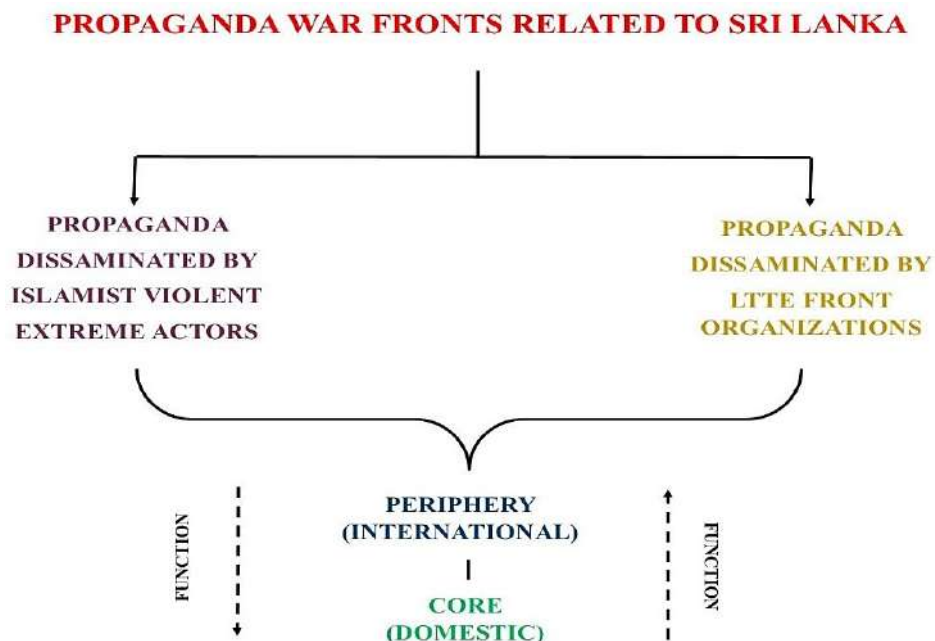 PROPAGANDA WAR FRONTS RELATED TO SRI LANKA
PROPAGANDA
DISSAMINATED BY
ISLAMIST VIOLENT
EXTREME ACTORS
PROPAGANDA
DISSAMINATED BY
LTTE FRONT
ORGANIZATIONS
FUNCTION
PERIPHERY
(INTERNATIONAL)
CORE
(DOMESTIC)
FUNCTION